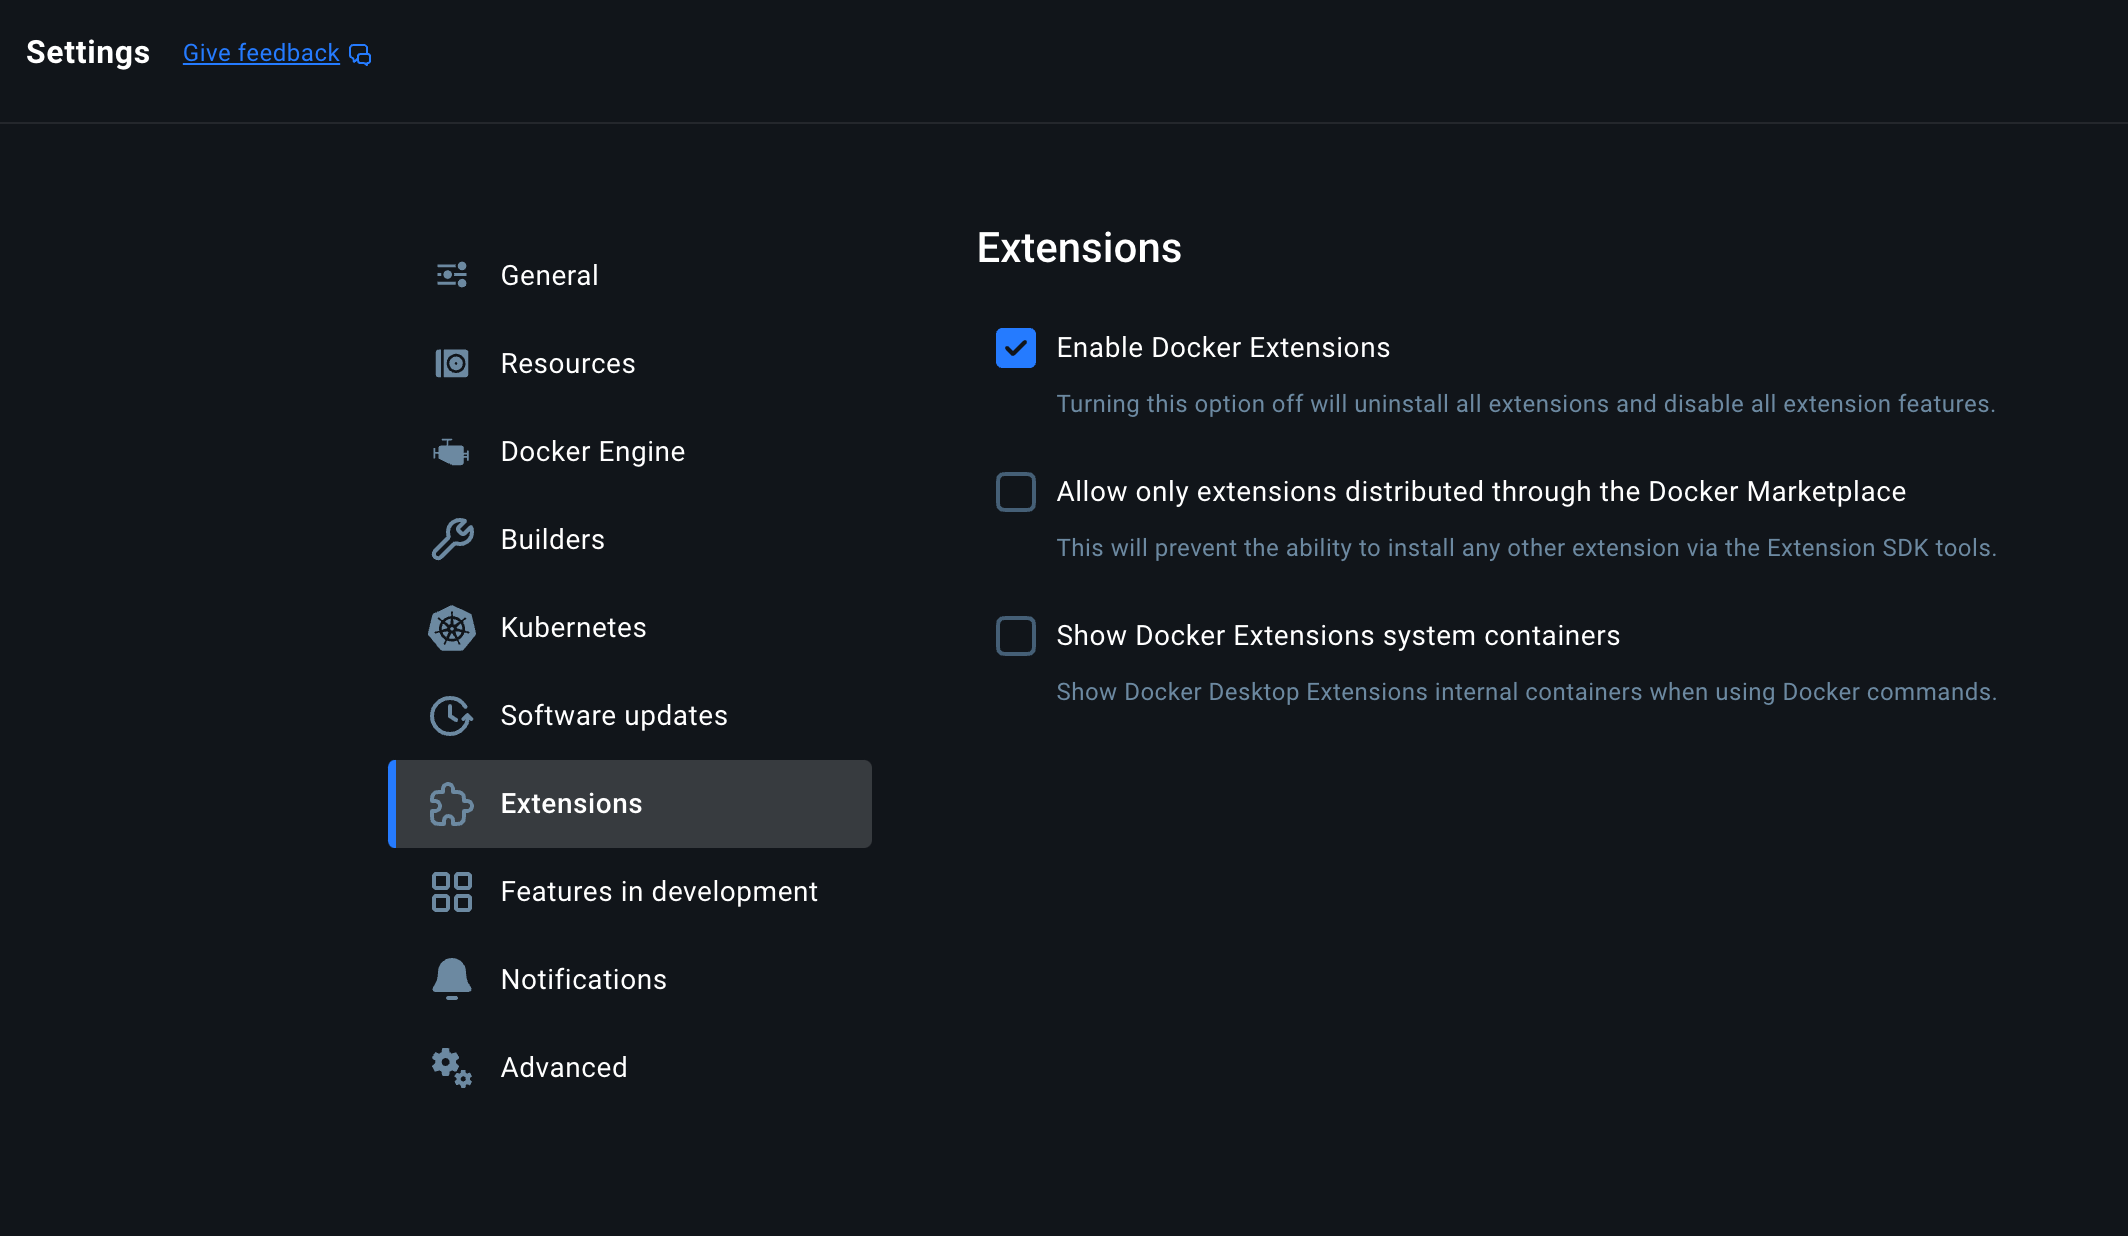 Settings Give feedback
General
Resources
Docker Engine
Builders
Kubernetes
Software updates
Extensions
Features in development
Notifications
Advanced
Extensions
Enable Docker Extensions
Turning this option off will uninstall all extensions and disable all extension features.
Allow only extensions distributed through the Docker Marketplace
This will prevent the ability to install any other extension via the Extension SDK tools.
Show Docker Extensions system containers
Show Docker Desktop Extensions internal containers when using Docker commands.